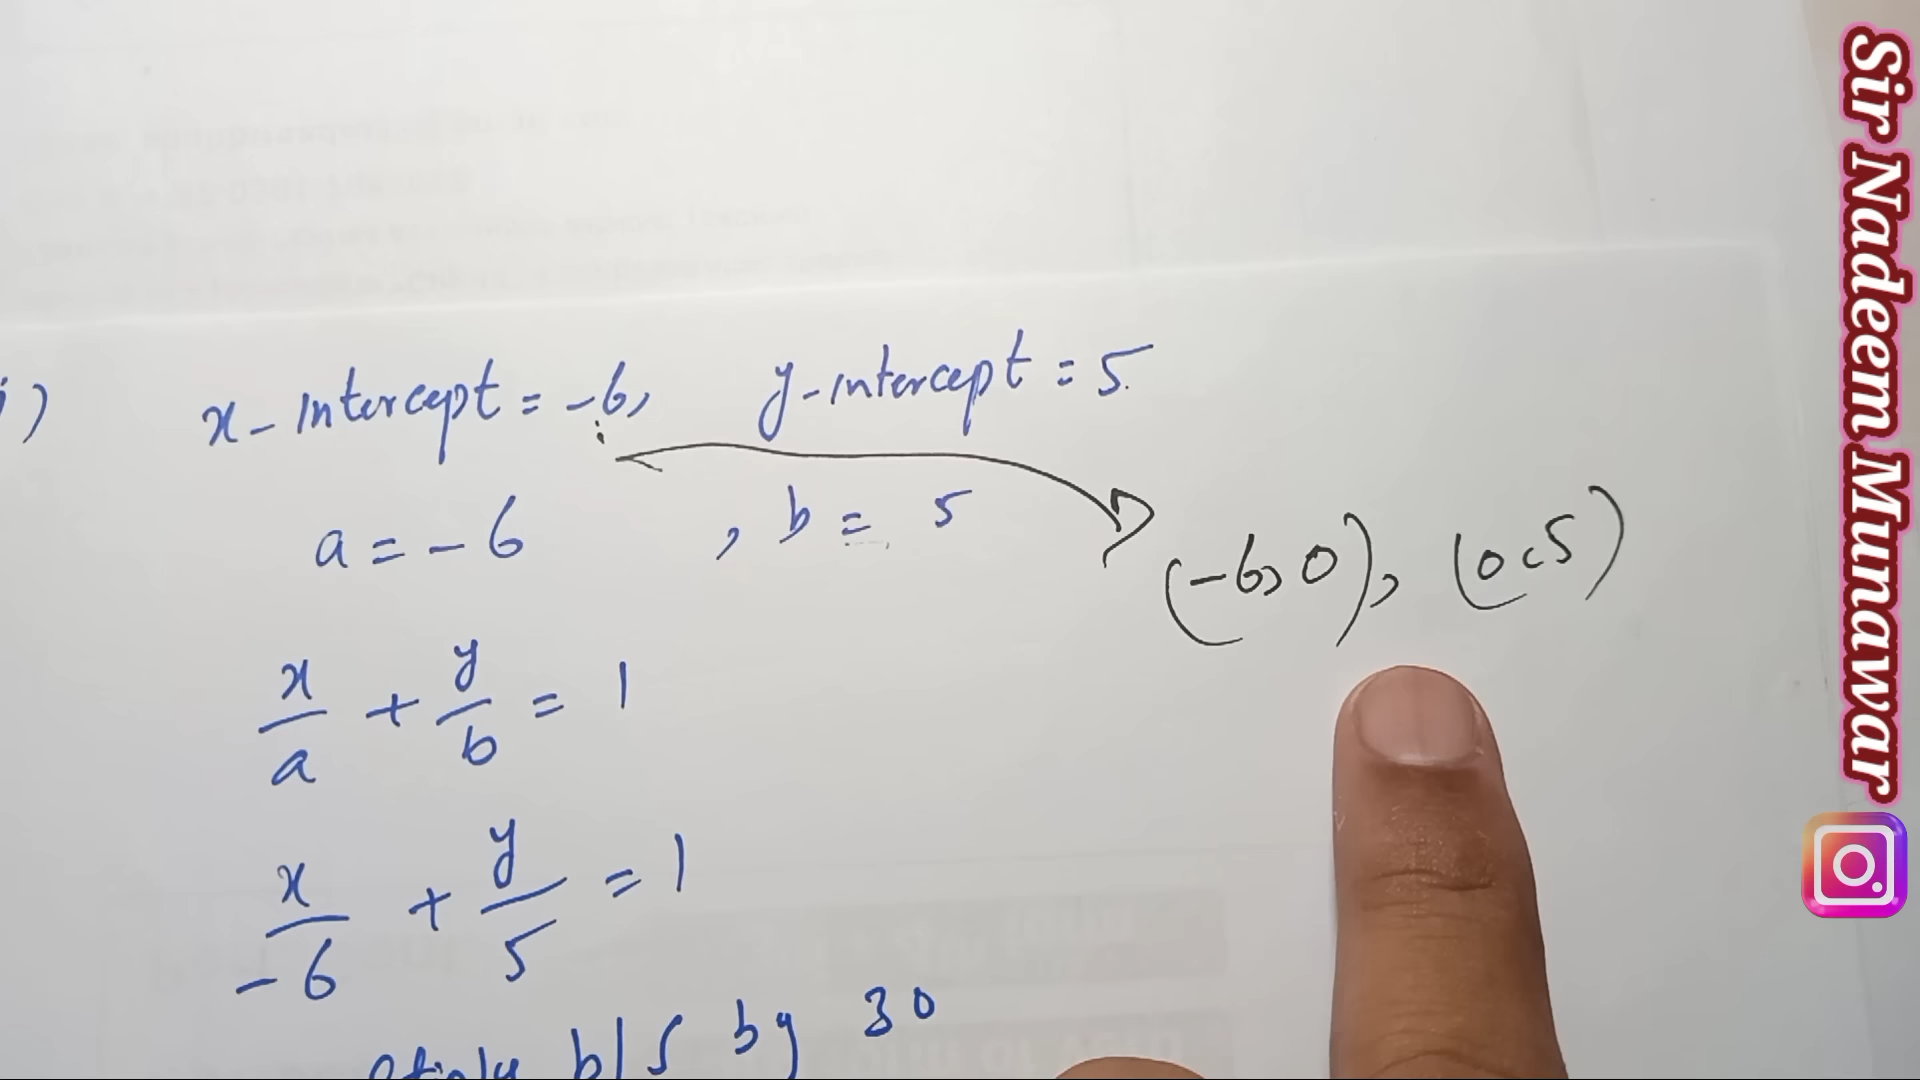 i) x-intercept = -6, y-intercept = 5.
a = -6 , b = 5
(-6, 0), (0, 5)
x/a + y/b = 1
x/-6 + y/5 = 1
b/s by 30
Sir Nadeem Munawar